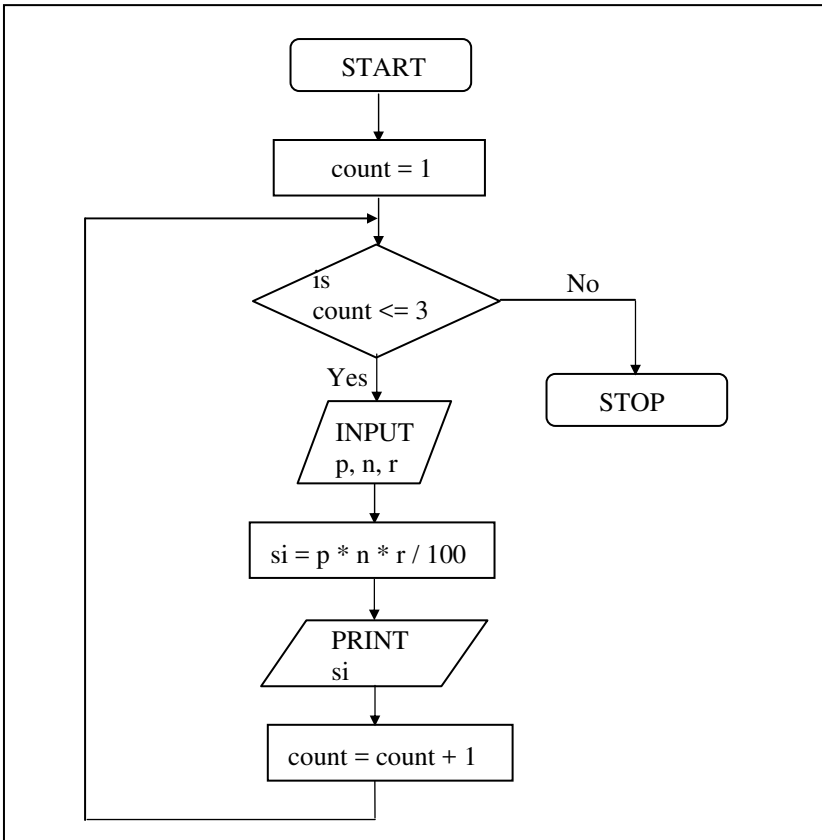 START
count = 1
is
count <= 3
No
Yes
STOP
INPUT
p, n, r
si = p * n * r / 100
PRINT
si
count = count + 1